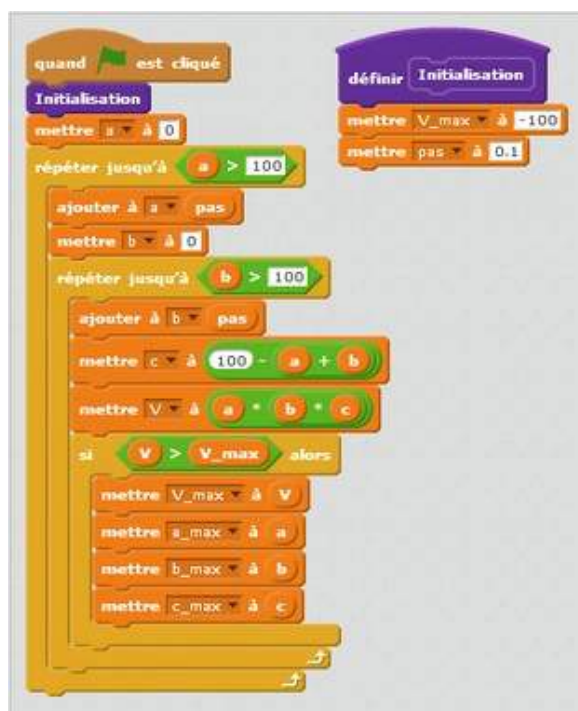 quand est cliqué
Initialisation
mettre a à 0
répéter jusqu'à a > 100
ajouter à a pas
mettre b à 0
répéter jusqu'à b > 100
ajouter à b pas
mettre c à 100 - a + b
mettre V à a * b * c
si V > V_max alors
mettre V_max à V
mettre a_max à a
mettre b_max à b
mettre c_max à c
définir Initialisation
mettre V_max à -100
mettre pas à 0.1